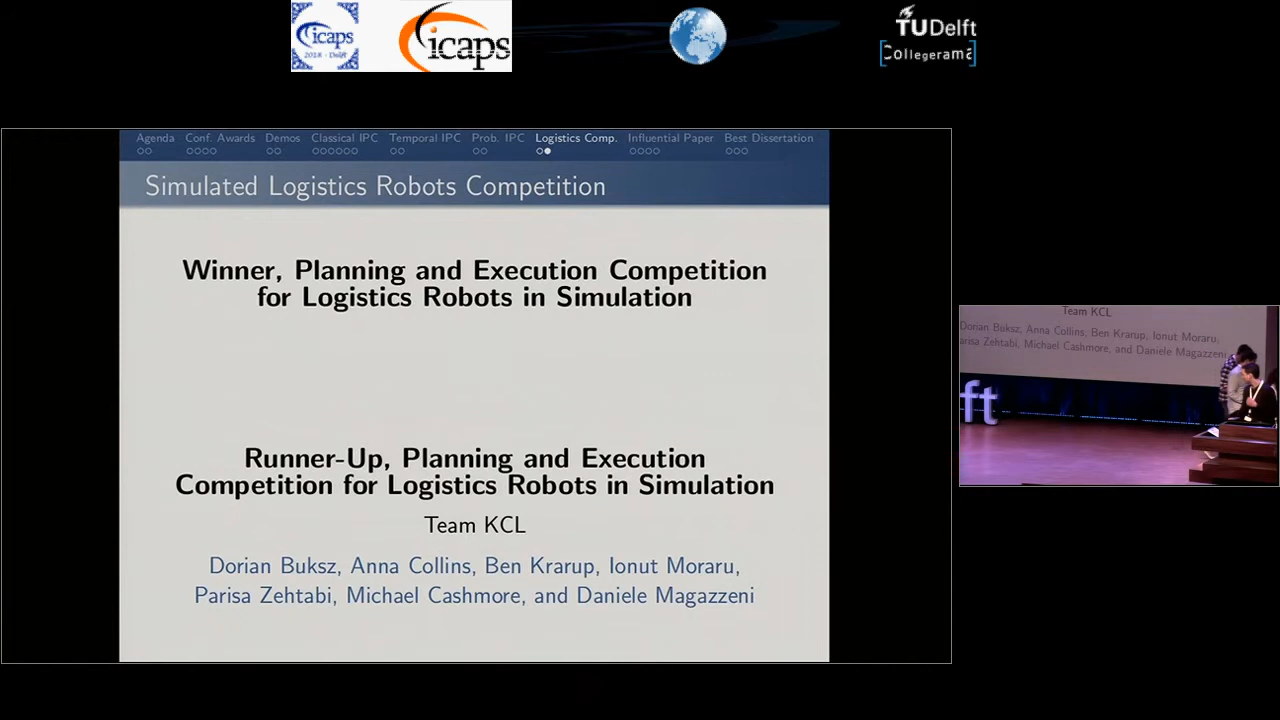 icaps
2018 - Delft
icaps
TUDelft
Collegerama
Agenda Conf. Awards Demos Classical IPC Temporal IPC Prob. IPC Logistics Comp. Influential Paper Best Dissertation
Simulated Logistics Robots Competition
Winner, Planning and Execution Competition
for Logistics Robots in Simulation
Runner-Up, Planning and Execution
Competition for Logistics Robots in Simulation
Team KCL
Dorian Buksz, Anna Collins, Ben Krarup, Ionut Moraru,
Parisa Zehtabi, Michael Cashmore, and Daniele Magazzeni
Team KCL
Dorian Buksz, Anna Collins, Ben Krarup, Ionut Moraru,
arisa Zehtabi, Michael Cashmore, and Daniele Magazzeni
ft